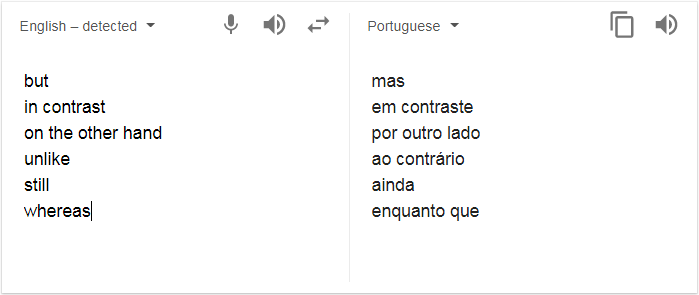 English – detected
Portuguese
but
in contrast
on the other hand
unlike
still
whereas
mas
em contraste
por outro lado
ao contrário
ainda
enquanto que